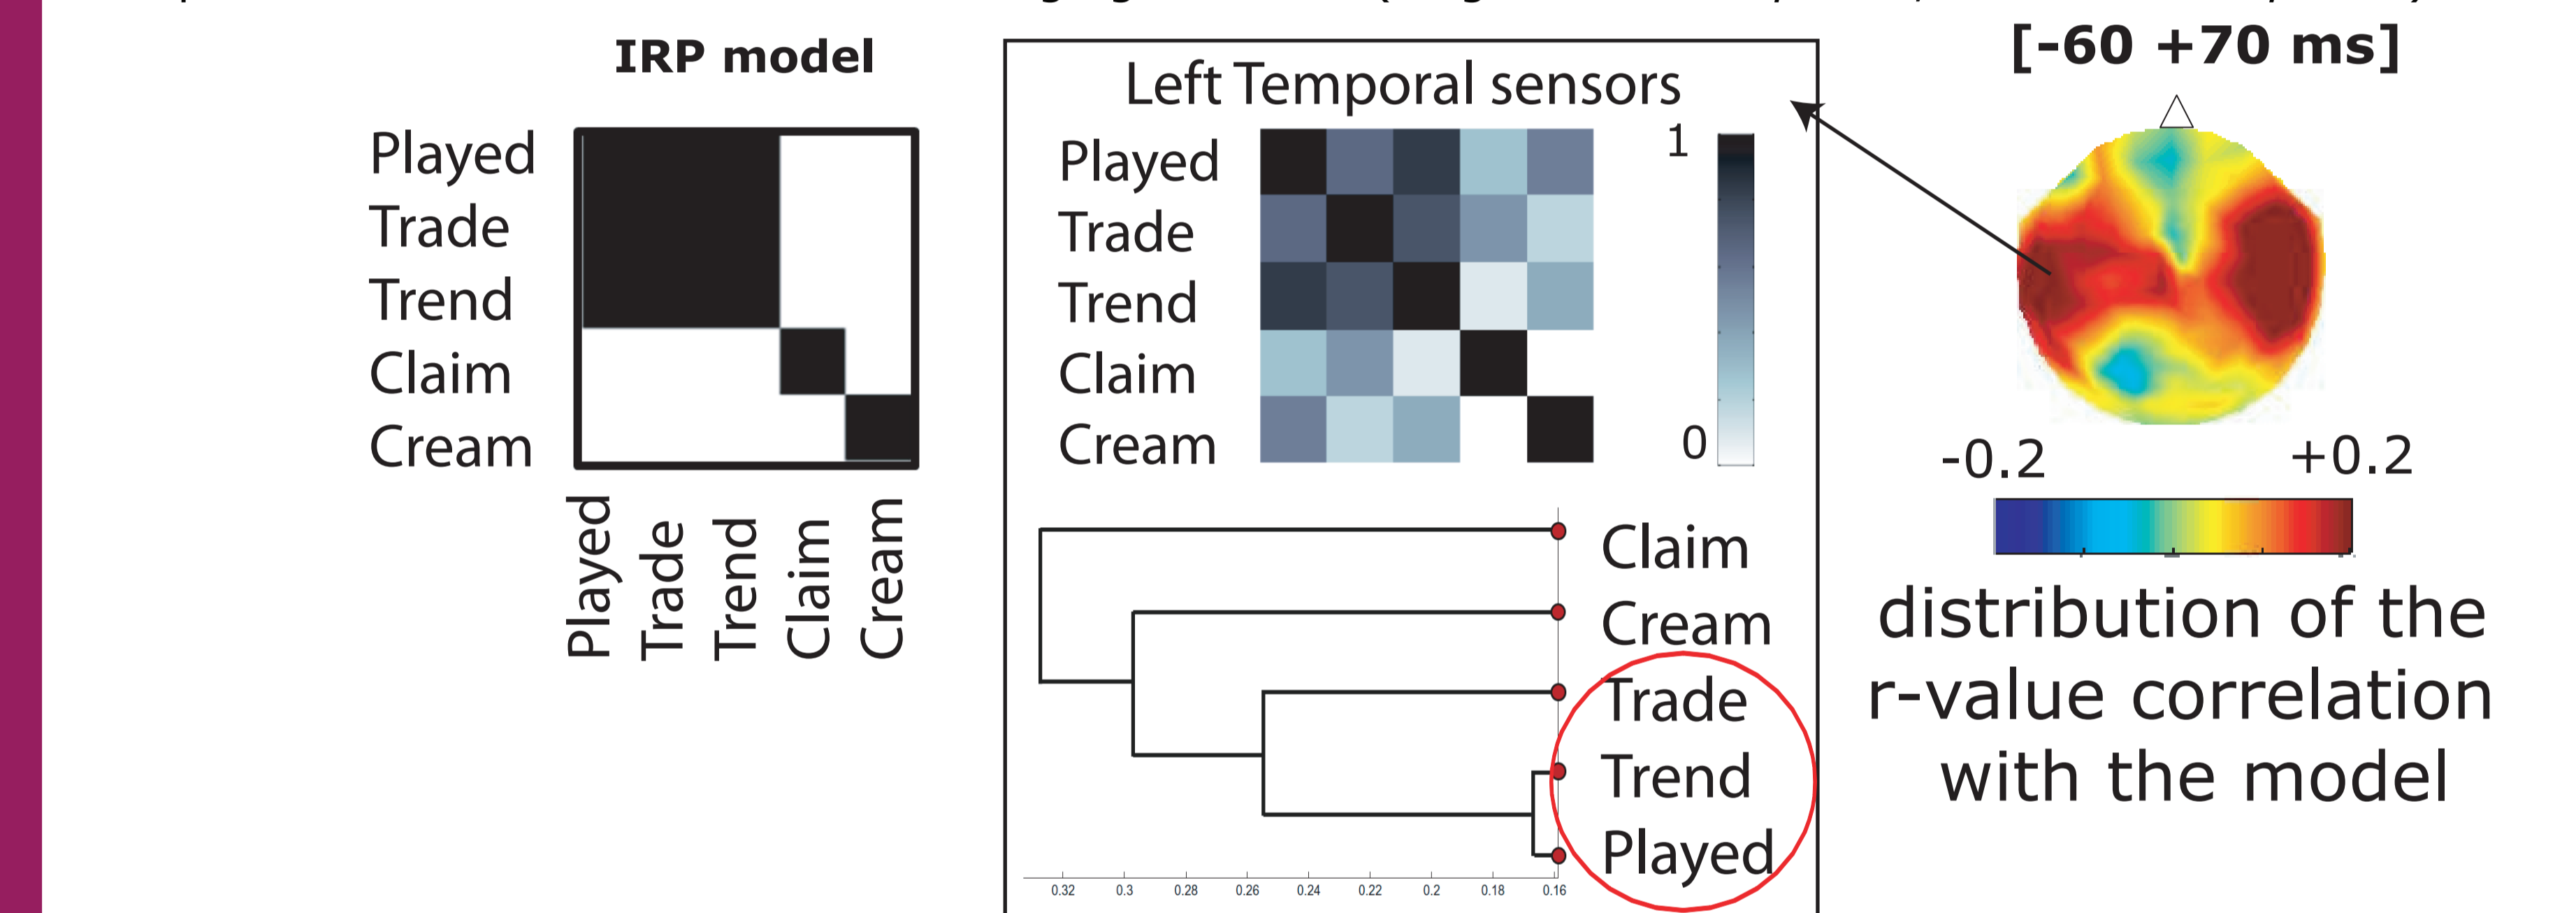 IRP model
Played
Trade
Trend
Claim
Cream
Played
Trade
Trend
Claim
Cream
Left Temporal sensors
Played
Trade
Trend
Claim
Cream
1
0
Claim
Cream
Trade
Trend
Played
0.32 0.3 0.28 0.26 0.24 0.22 0.2 0.18 0.16
[-60 +70 ms]
-0.2 +0.2
distribution of the
r-value correlation
with the model